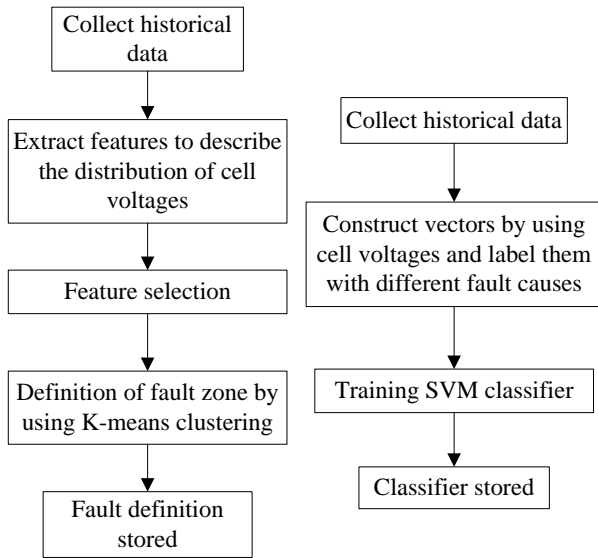 Collect historical
data
Extract features to describe
the distribution of cell
voltages
Feature selection
Definition of fault zone by
using K-means clustering
Fault definition
stored
Collect historical data
Construct vectors by using
cell voltages and label them
with different fault causes
Training SVM classifier
Classifier stored